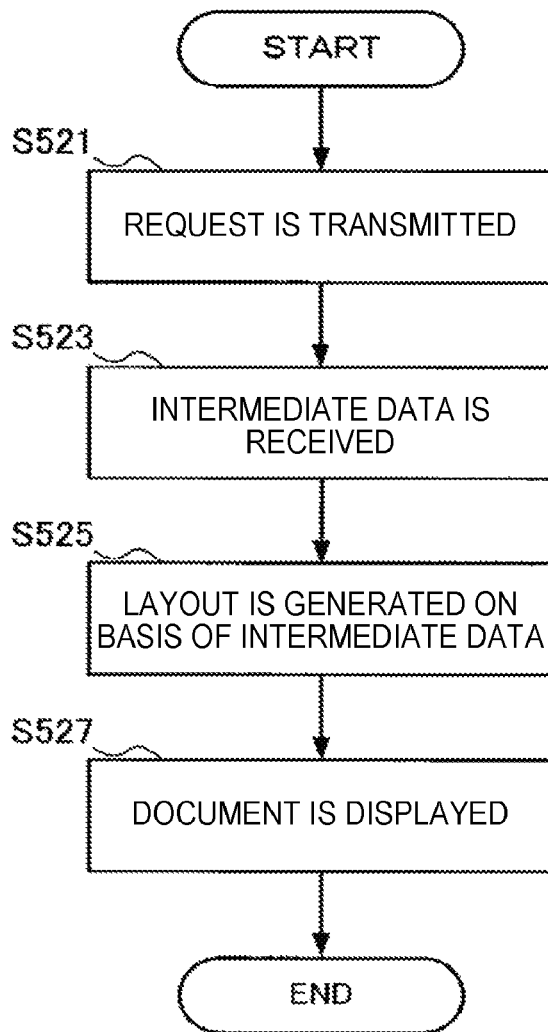 START
S521
REQUEST IS TRANSMITTED
S523
INTERMEDIATE DATA IS
RECEIVED
S525
LAYOUT IS GENERATED ON
BASIS OF INTERMEDIATE DATA
S527
DOCUMENT IS DISPLAYED
END